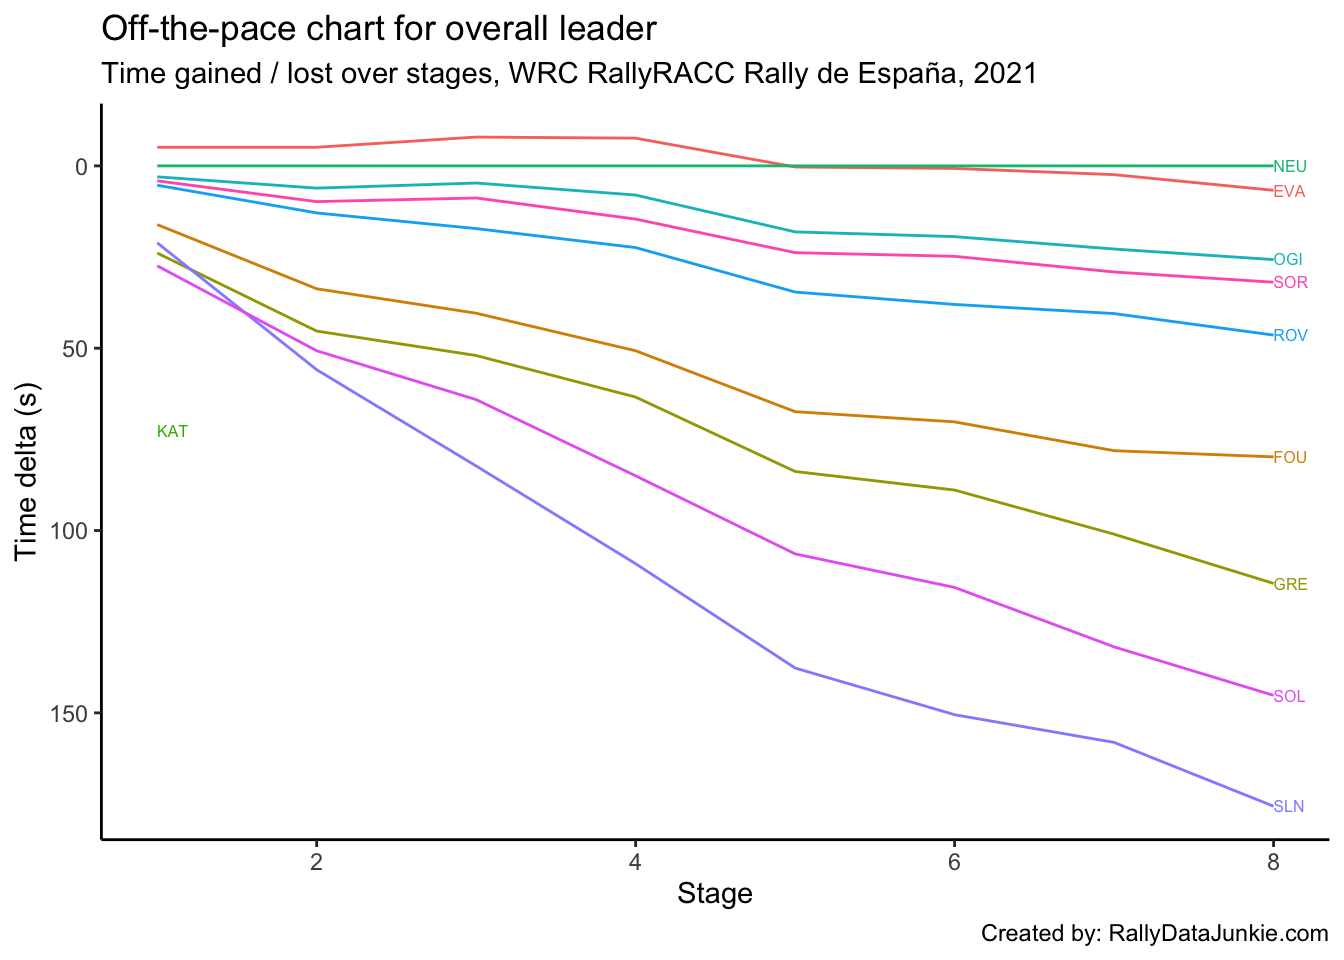 Off-the-pace chart for overall leader
Time gained / lost over stages, WRC RallyRACC Rally de España, 2021
0
50
100
150
Time delta (s)
NEU
EVA
OGI
SOR
ROV
KAT
FOU
GRE
SOL
SLN
2
4
6
8
Stage
Created by: RallyDataJunkie.com